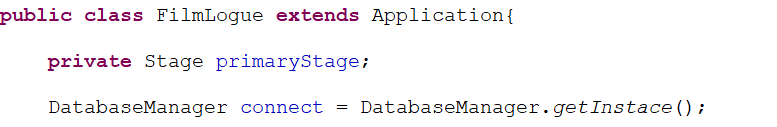 public class FilmLogue extends Application{
private Stage primaryStage;
DatabaseManager connect = DatabaseManager.getInstace();